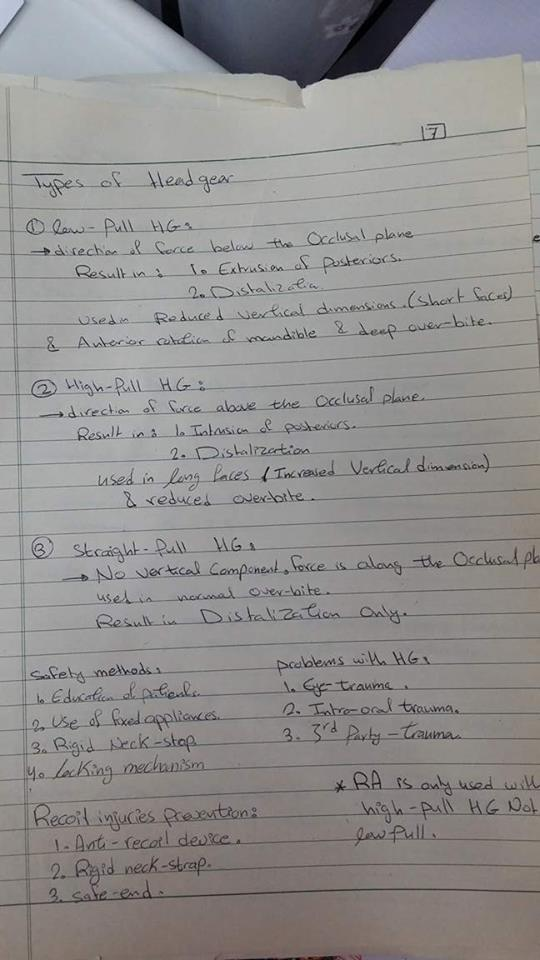 7
Types of Headgear
① low-Pull HG:
→ direction of force below the Occlusal plane
Result in : 1. Extrusion of Posteriors.
2. Distalization
used in Reduced vertical dimensions. (short faces)
& Anterior rotation of mandible & deep over-bite.
② High-Pull HG:
→ direction of force above the Occlusal plane.
Result in : 1. Intrusion of posteriors.
2. Distalization
used in long faces (Increased Vertical dimension)
& reduced overbite.
③ Straight-Pull HG:
→ No vertical Component, Force is along the Occlusal pla
used in normal over-bite.
Result in Distalization Only.
Safety methods:
1. Education of patients.
2. Use of fixed appliances.
3. Rigid Neck-stap
4. locking mechanism
problems with HG:
1. Eye-trauma.
2. Intra-oral trauma.
3. 3rd Party-trauma
* RA is only used with
high-pull HG Not
low pull.
Recoil injuries Prevention:
1. Anti-recoil device.
2. Rigid neck-strap.
3. safe-end.